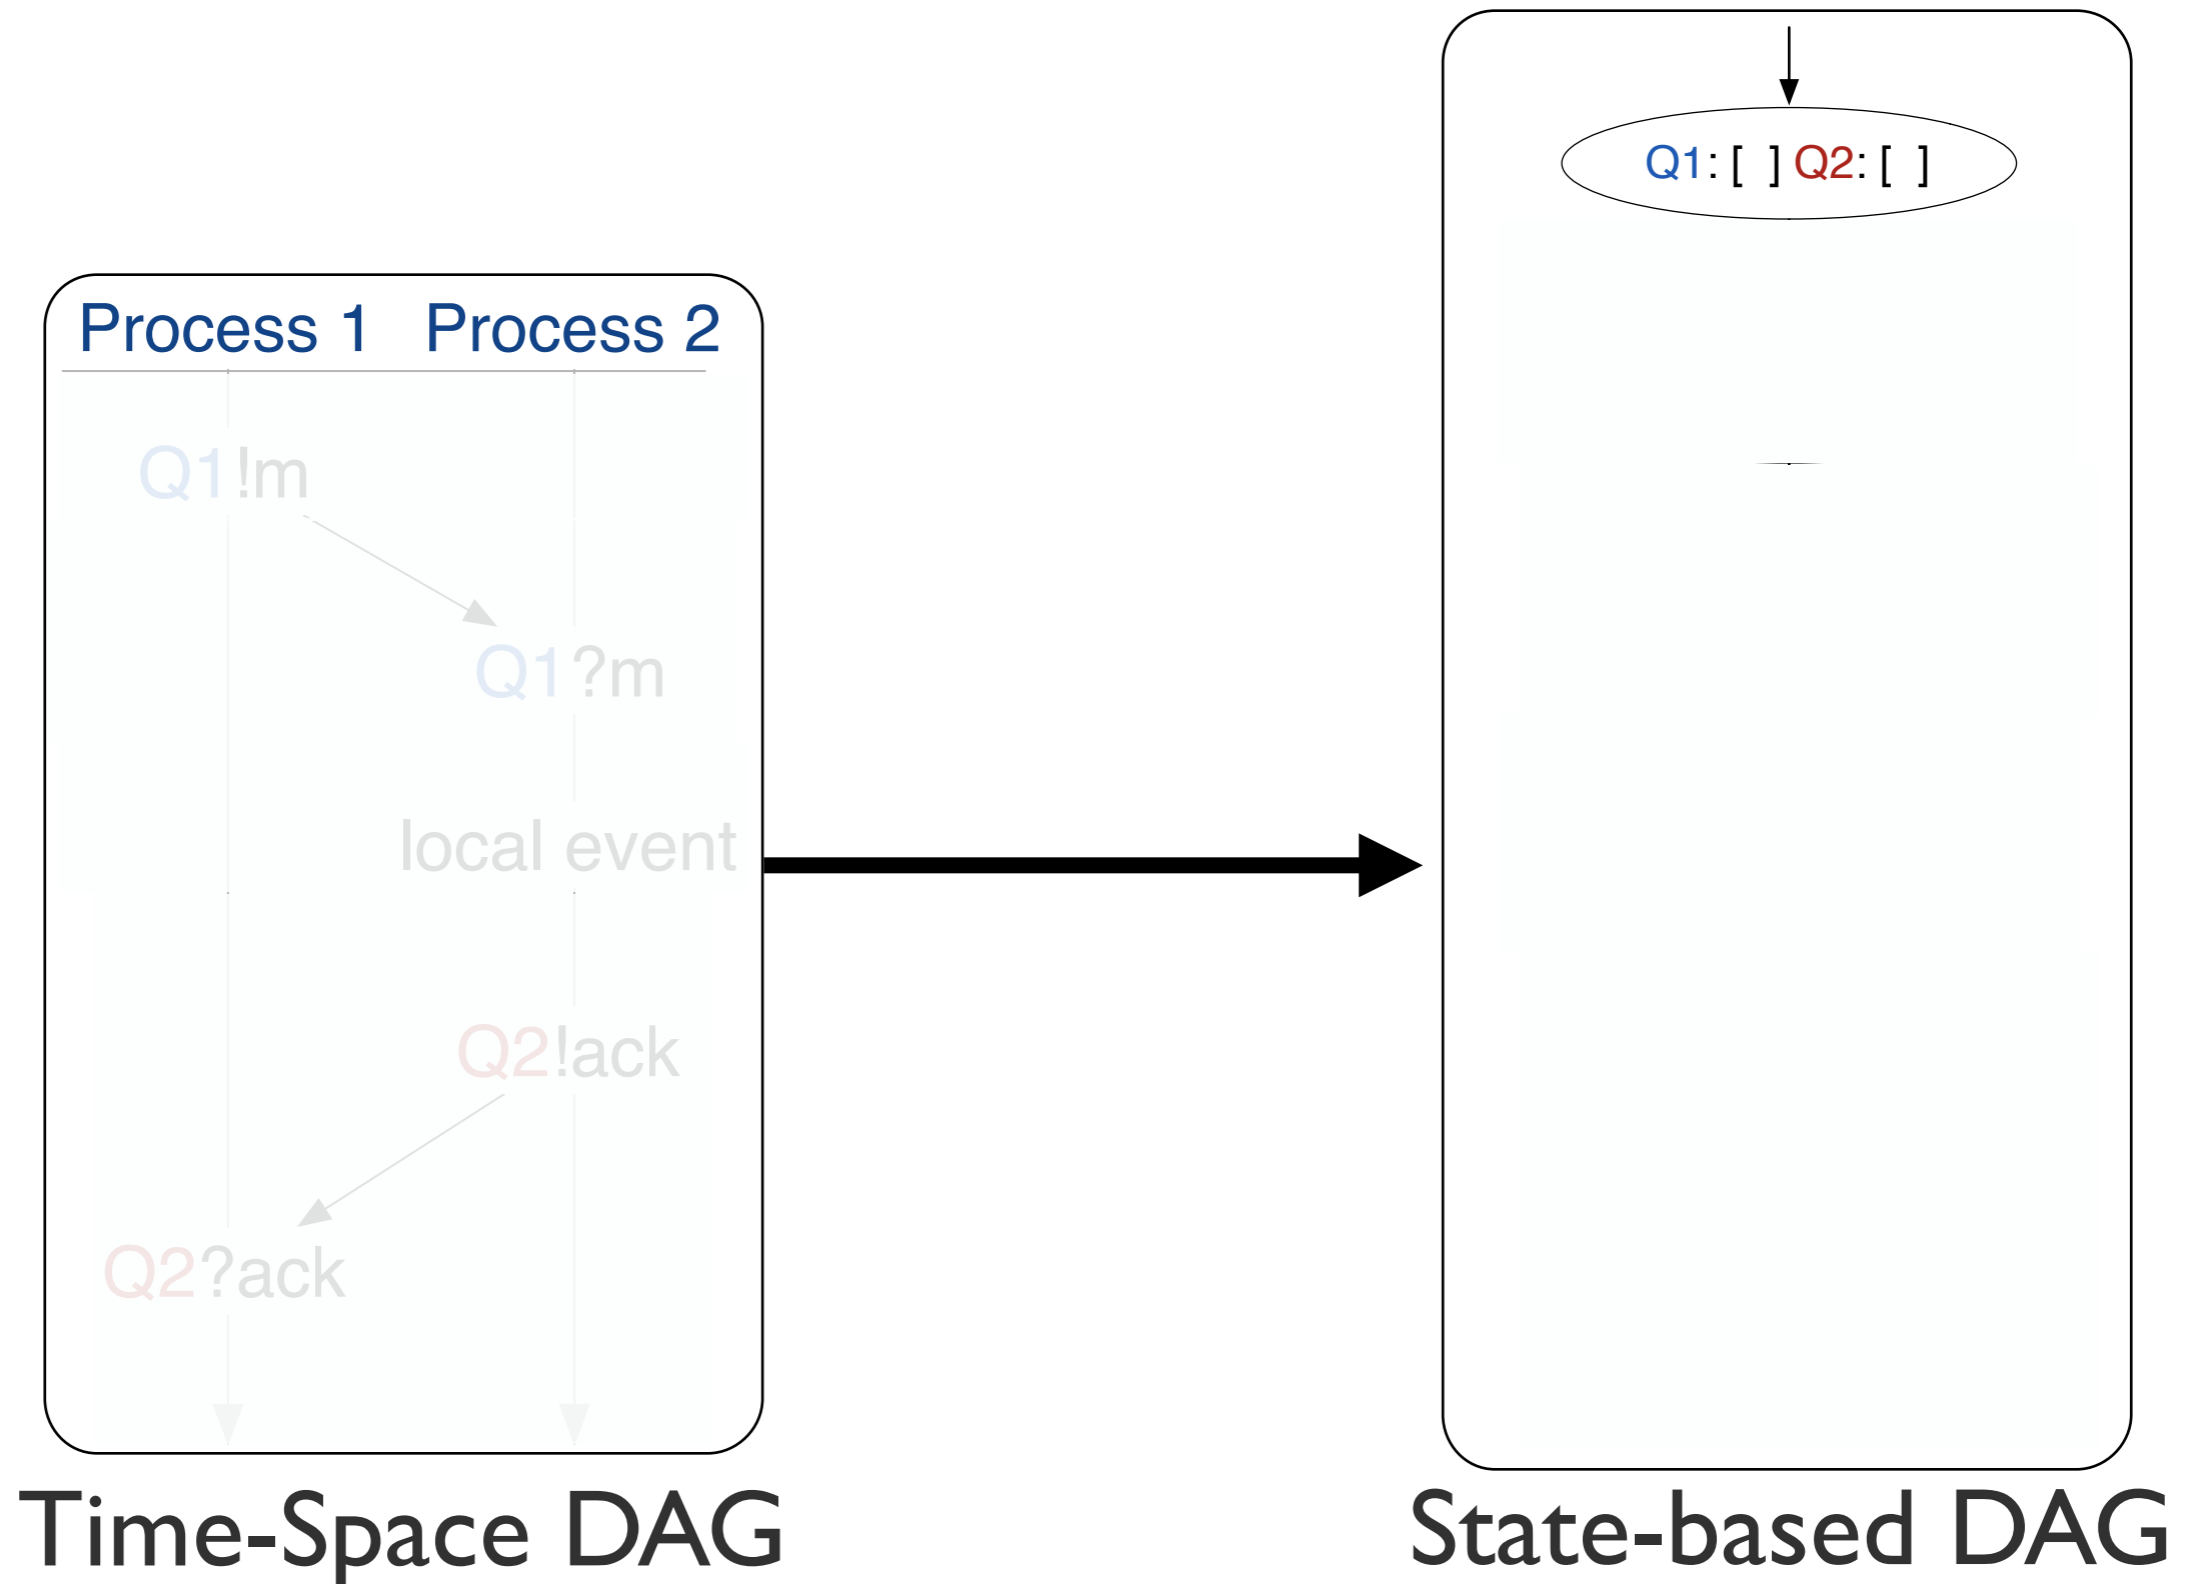 Q1: [ ] Q2: [ ]
Process 1 Process 2
Q1!m
Q1?m
local event
Q2!ack
Q2?ack
Time-Space DAG
State-based DAG